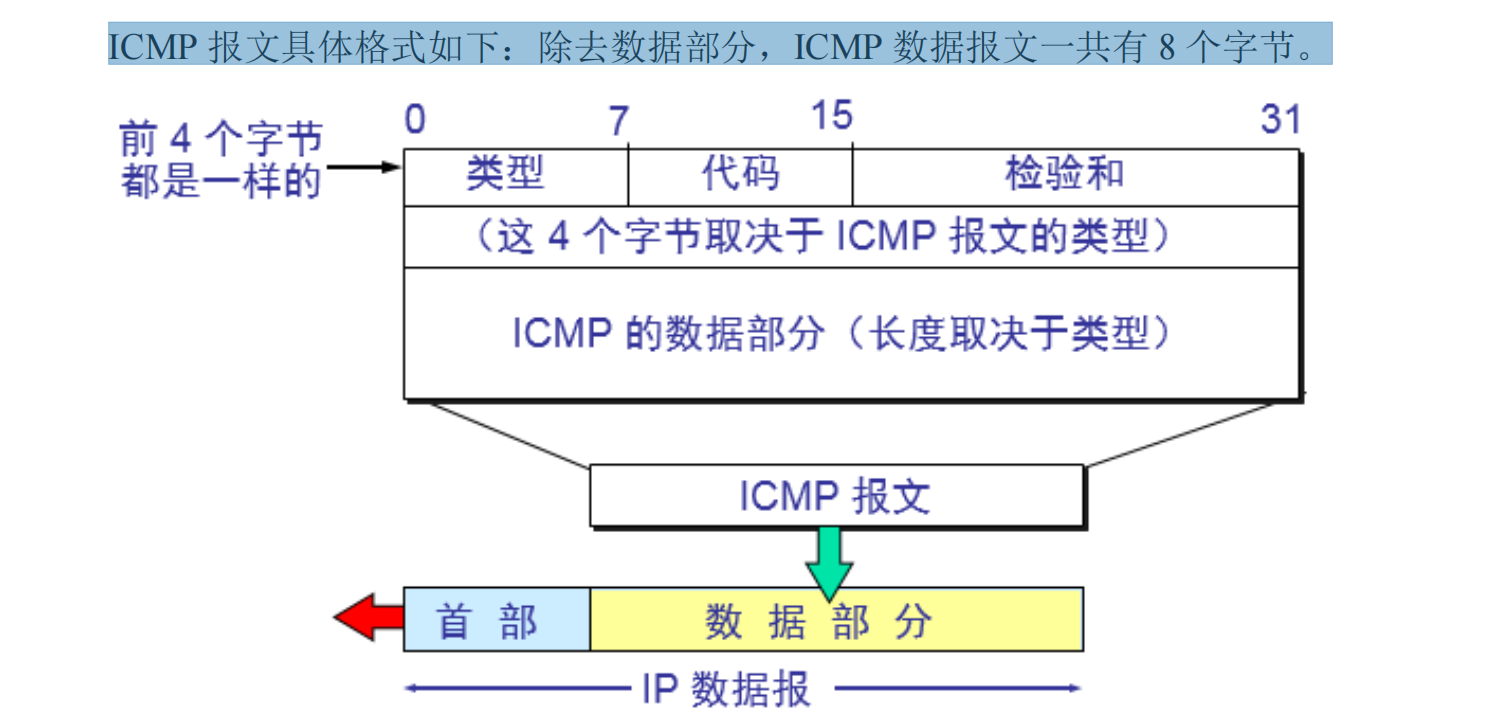 ICMP 报文具体格式如下：除去数据部分，ICMP 数据报文一共有 8 个字节。
0 7 15 31
前 4 个字节
都是一样的
类型 代码 检验和
（这 4 个字节取决于 ICMP 报文的类型）
ICMP 的数据部分（长度取决于类型）
ICMP 报文
首 部 数 据 部 分
IP 数据报